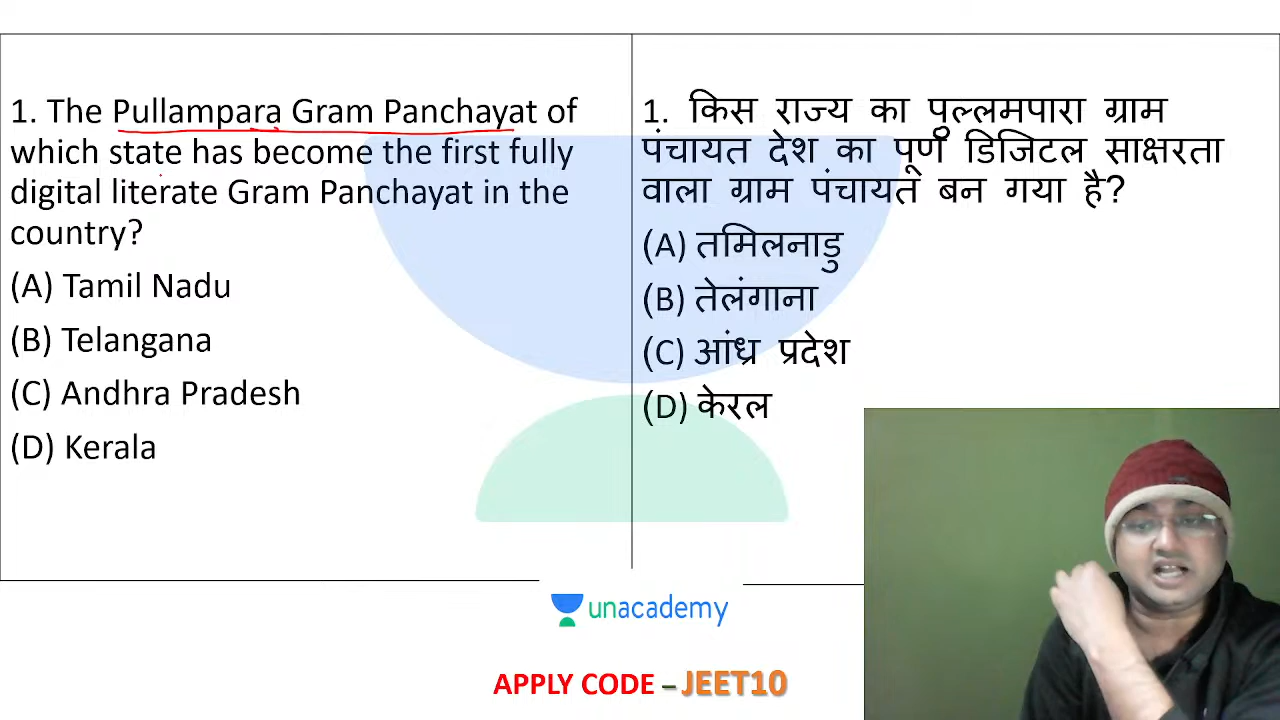 1. The Pullampara Gram Panchayat of
which state has become the first fully
digital literate Gram Panchayat in the
country?
(A) Tamil Nadu
(B) Telangana
(C) Andhra Pradesh
(D) Kerala
1. किस राज्य का पुल्लमपारा ग्राम
पंचायत देश का पूर्ण डिजिटल साक्षरता
वाला ग्राम पंचायत बन गया है?
(A) तमिलनाडु
(B) तेलंगाना
(C) आंध्र प्रदेश
(D) केरल
unacademy
APPLY CODE – JEET10